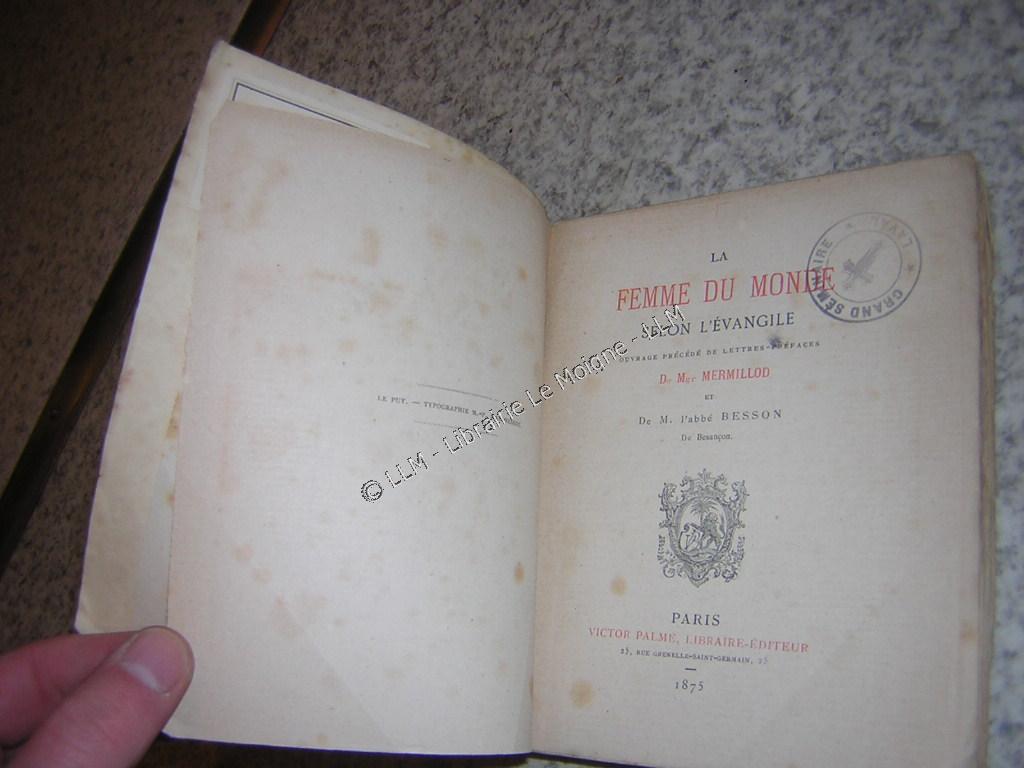 LE PUY. — TYPOGRAPHIE
LA
FEMME DU MONDE
SELON L'ÉVANGILE
OUVRAGE PRÉCÉDÉ DE LETTRES-PRÉFACES
De Mgr MERMILLOD
ET
De M. l'abbé BESSON
De Besançon.
PARIS
VICTOR PALMÉ, LIBRAIRE-ÉDITEUR
25, RUE GRENELLE-SAINT-GERMAIN, 25
1875
GRAND SÉMINAIRE * LAVAL *
© LLM - Librairie Le Moigne - LLM